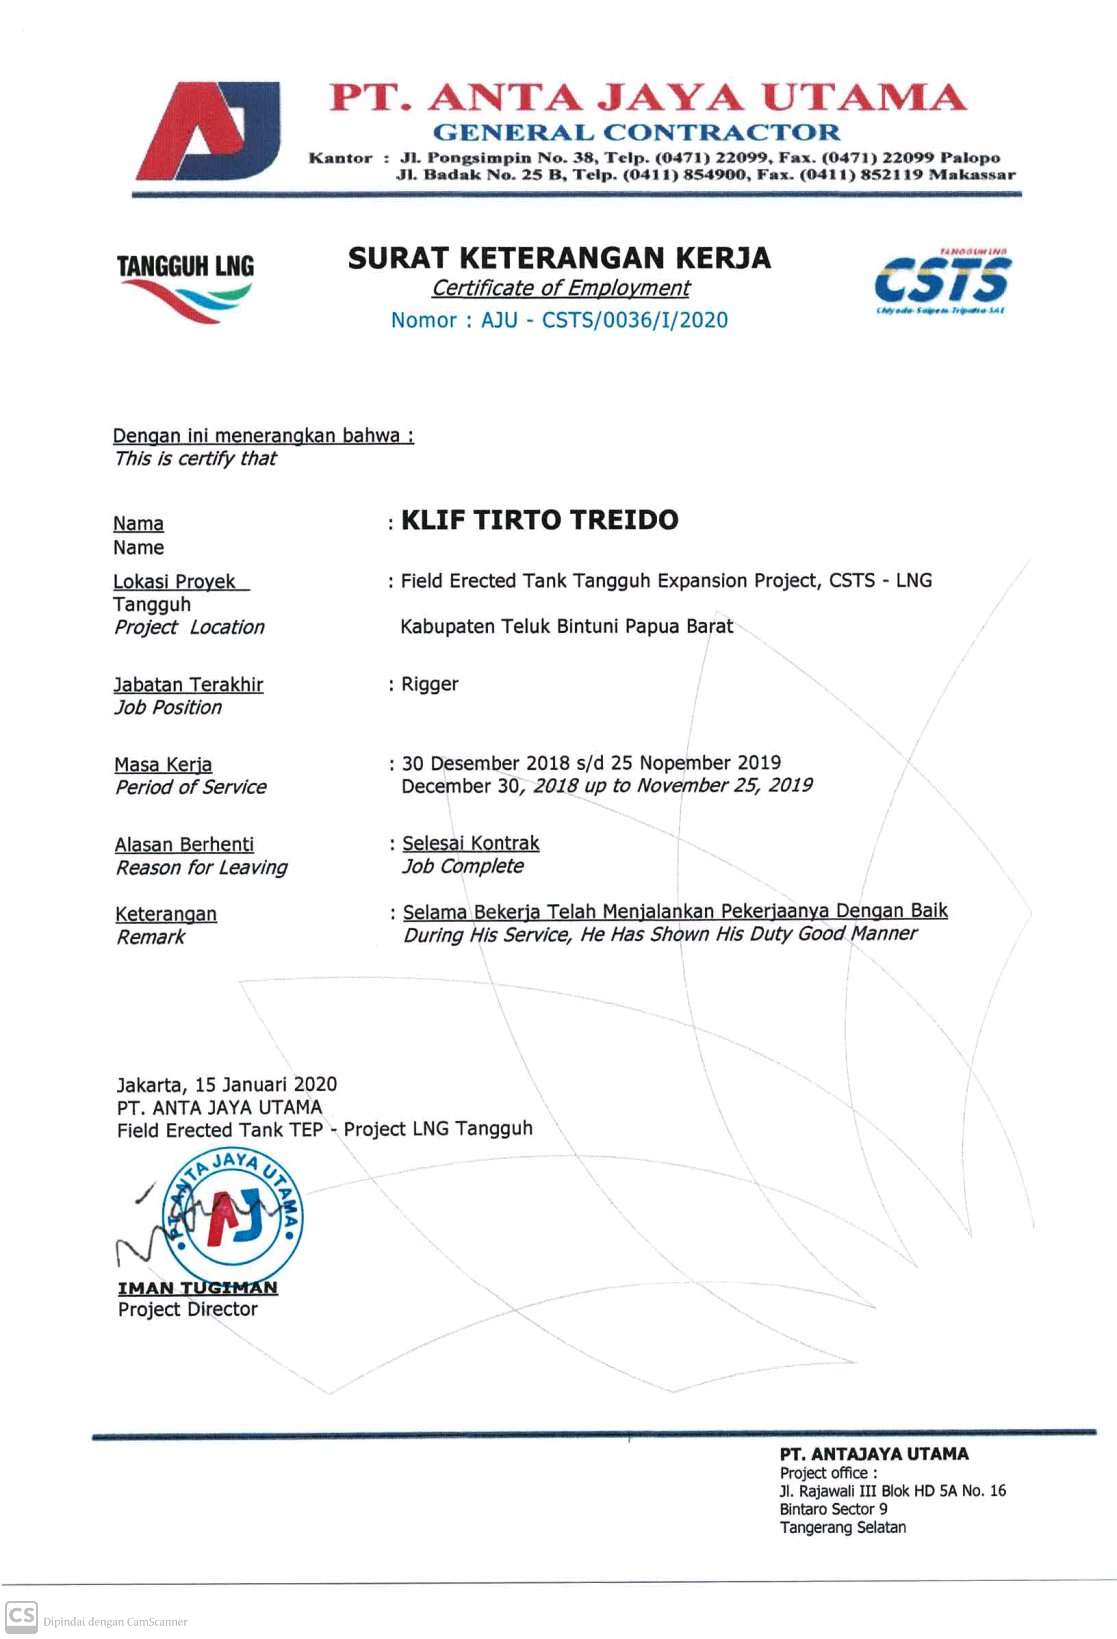 AJ
PT. ANTA JAYA UTAMA
GENERAL CONTRACTOR
Kantor : Jl. Pongsimpin No. 38, Telp. (0471) 22099, Fax. (0471) 22099 Palopo
Jl. Badak No. 25 B, Telp. (0411) 854900, Fax. (0411) 852119 Makassar
TANGGUH LNG
SURAT KETERANGAN KERJA
Certificate of Employment
Nomor : AJU - CSTS/0036/I/2020
TANGGUH LNG
CSTS
Chiyoda-Saipem-Tripatra-SAE
Dengan ini menerangkan bahwa :
This is certify that
Nama : KLIF TIRTO TREIDO
Name
Lokasi Proyek : Field Erected Tank Tangguh Expansion Project, CSTS - LNG
Tangguh
Project Location Kabupaten Teluk Bintuni Papua Barat
Jabatan Terakhir : Rigger
Job Position
Masa Kerja : 30 Desember 2018 s/d 25 Nopember 2019
Period of Service December 30, 2018 up to November 25, 2019
Alasan Berhenti : Selesai Kontrak
Reason for Leaving Job Complete
Keterangan : Selama Bekerja Telah Menjalankan Pekerjaanya Dengan Baik
Remark During His Service, He Has Shown His Duty Good Manner
Jakarta, 15 Januari 2020
PT. ANTA JAYA UTAMA
Field Erected Tank TEP - Project LNG Tangguh
PT. ANTA JAYA UTAMA
AJ
IMAN TUGIMAN
Project Director
PT. ANTAJAYA UTAMA
Project office :
Jl. Rajawali III Blok HD 5A No. 16
Bintaro Sector 9
Tangerang Selatan
CS Dipindai dengan CamScanner